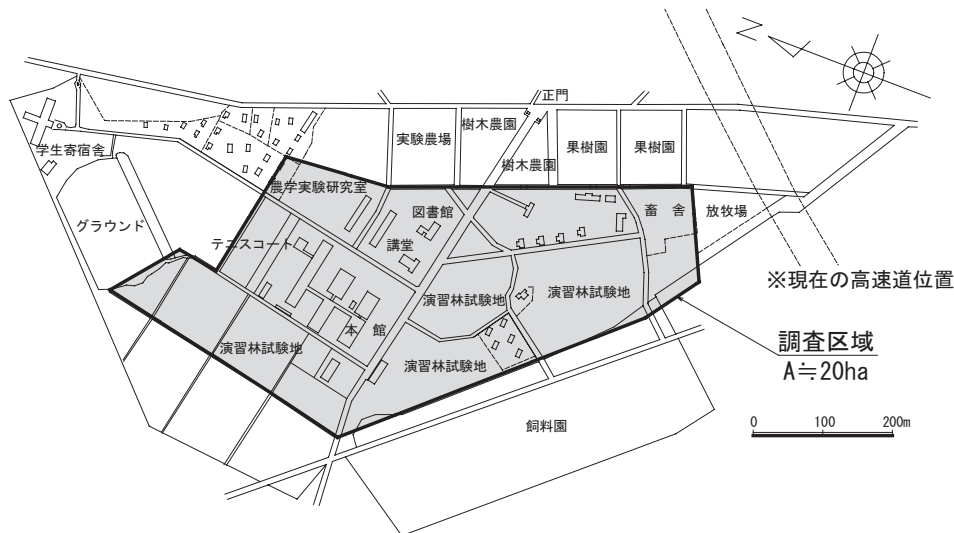 N
正門
樹木農園
実験農場
樹木農園
果樹園
果樹園
学生寄宿舎
農学実験研究室
図書館
畜 舎
放牧場
グラウンド
テニスコート
講堂
※現在の高速道位置
演習林試験地
演習林試験地
本 館
演習林試験地
演習林試験地
調査区域
A≒20ha
飼料園
0 100 200m